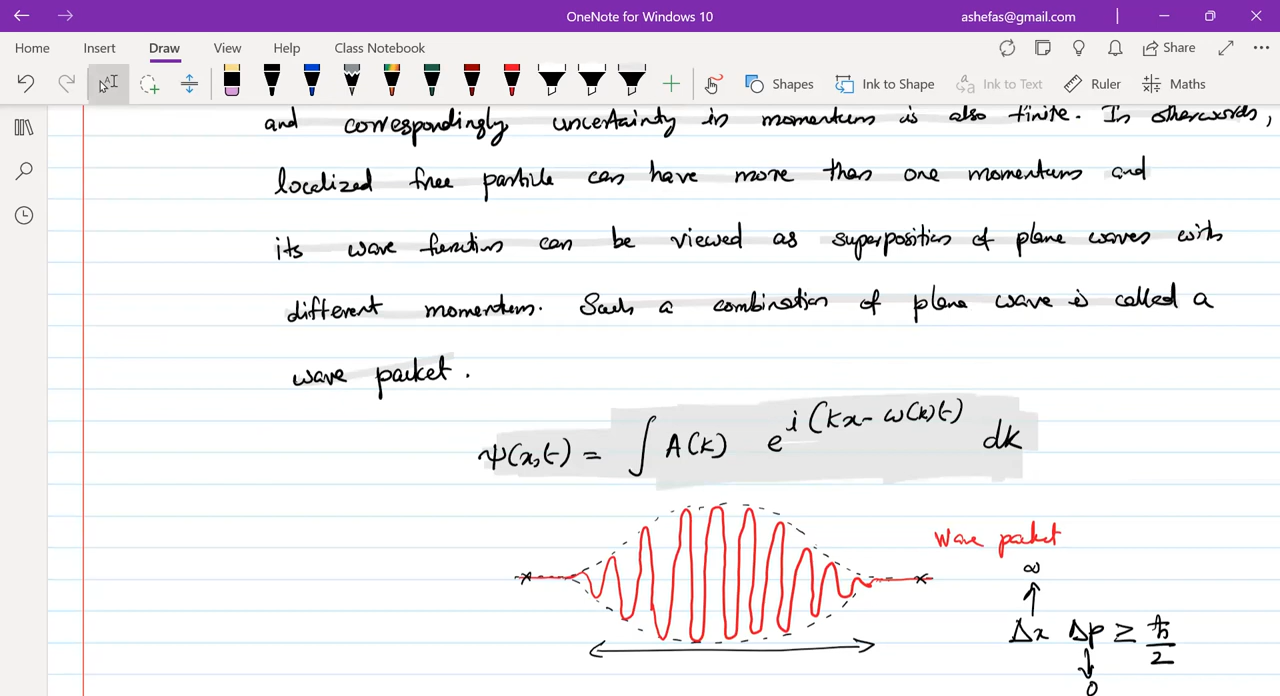 OneNote for Windows 10
ashefas@gmail.com
Home Insert Draw View Help Class Notebook
Share
Shapes Ink to Shape Ink to Text Ruler Maths
and correspondingly uncertainty in momentum is also finite. In otherwords,
localized free particle can have more than one momentum and
its wave function can be viewed as superposition of plane waves with
different momentum. Such a combination of plane wave is called a
wave packet.
ψ(x,t) = ∫ A(k) e^{i(kx-ω(k)t)} dk
Wave packet
∞
↑
Δx Δp ≥ ℏ/2
↓
0